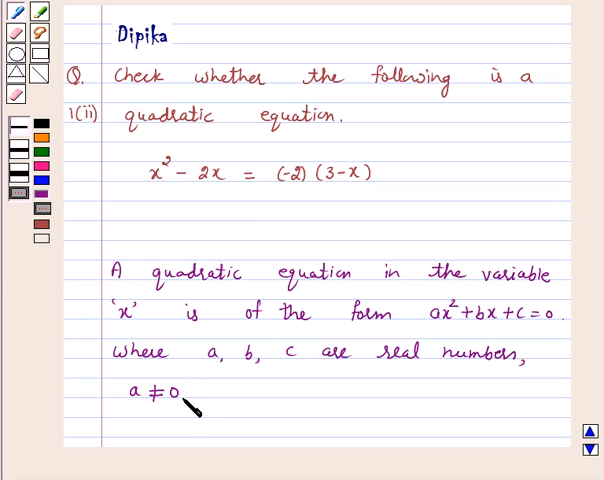 Dipika
Q. Check whether the following is a
1(ii) quadratic equation.
x² - 2x = (-2) (3-x)
A quadratic equation in the variable
'x' is of the form ax² + bx + c = 0.
where a, b, c are real numbers,
a ≠ 0